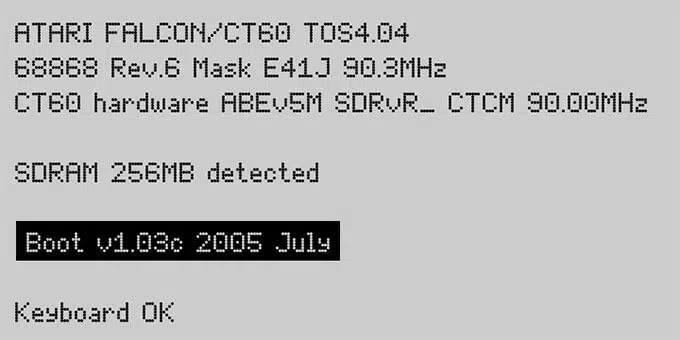 ATARI FALCON/CT60 TOS4.04
68868 Rev.6 Mask E41J 90.3MHz
CT60 hardware ABEv5M SDRvR_ CTCM 90.00MHz
SDRAM 256MB detected
Boot v1.03c 2005 July
Keyboard OK